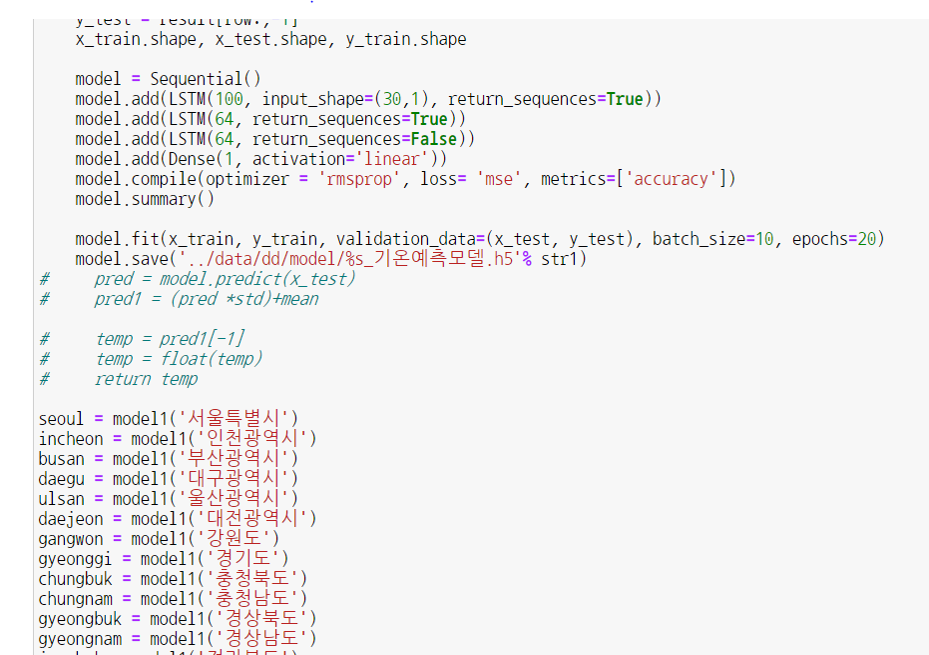 y_test = result[row:, -1]
x_train.shape, x_test.shape, y_train.shape
model = Sequential()
model.add(LSTM(100, input_shape=(30,1), return_sequences=True))
model.add(LSTM(64, return_sequences=True))
model.add(LSTM(64, return_sequences=False))
model.add(Dense(1, activation='linear'))
model.compile(optimizer = 'rmsprop', loss= 'mse', metrics=['accuracy'])
model.summary()
model.fit(x_train, y_train, validation_data=(x_test, y_test), batch_size=10, epochs=20)
model.save('../data/dd/model/%s_기온예측모델.h5'% str1)
#     pred = model.predict(x_test)
#     pred1 = (pred *std)+mean
#     temp = pred1[-1]
#     temp = float(temp)
#     return temp
seoul = model1('서울특별시')
incheon = model1('인천광역시')
busan = model1('부산광역시')
daegu = model1('대구광역시')
ulsan = model1('울산광역시')
daejeon = model1('대전광역시')
gangwon = model1('강원도')
gyeonggi = model1('경기도')
chungbuk = model1('충청북도')
chungnam = model1('충청남도')
gyeongbuk = model1('경상북도')
gyeongnam = model1('경상남도')